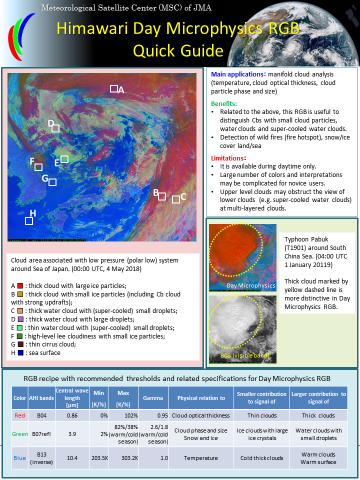 Meteorological Satellite Center (MSC) of JMA
Himawari Day Microphysics RGB
Quick Guide
A
D
F
E
G
B
C
H
Cloud area associated with low pressure (polar low) system
around Sea of Japan. (00:00 UTC, 4 May 2018)
A : thick cloud with large ice particles;
B : thick cloud with small ice particles (including Cb cloud
with strong updrafts);
C : thick water cloud with (super-cooled) small droplets;
D : thick water cloud with large droplets;
E : thin water cloud with (super-cooled) small droplets;
F : high-level lee cloudiness with small ice particles;
G : thin cirrus cloud;
H : sea surface
Main applications: manifold cloud analysis
(temperature, cloud optical thickness, cloud
particle phase and size)
Benefits:
• Related to the above, this RGB is useful to
distinguish Cbs with small cloud particles,
water clouds and super-cooled water clouds.
• Detection of wild fires (fire hotspot), snow/ice
cover land/sea
Limitations:
• It is available during daytime only.
• Large number of colors and interpretations
may be complicated for novice users.
• Upper level clouds may obstruct the view of
lower clouds (e.g. super-cooled water clouds)
at multi-layered clouds.
Day Microphysics
B03 (visible band)
Typhoon Pabuk
(T1901) around South
China Sea. (04:00 UTC
1 January 20119)
Thick cloud marked by
yellow dashed line is
more distinctive in Day
Microphysics RGB.
RGB recipe with recommended thresholds and related specifications for Day Microphysics RGB
Color AHI bands Central wave length [μm] Min [K/%] Max [K/%] Gamma Physical relation to Smaller contribution to signal of Larger contribution to signal of
Red B04 0.86 0% 102% 0.95 Cloud optical thickness Thin clouds Thick clouds
Green B07refl 3.9 2% 82%/38% (warm/cold season) 2.6/1.8 (warm/cold season) Cloud phase and size Snow and ice Ice clouds with large ice crystals Water clouds with small droplets
Blue B13 (inverse) 10.4 203.5K 303.2K 1.0 Temperature Cold thick clouds Warm clouds Warm surface